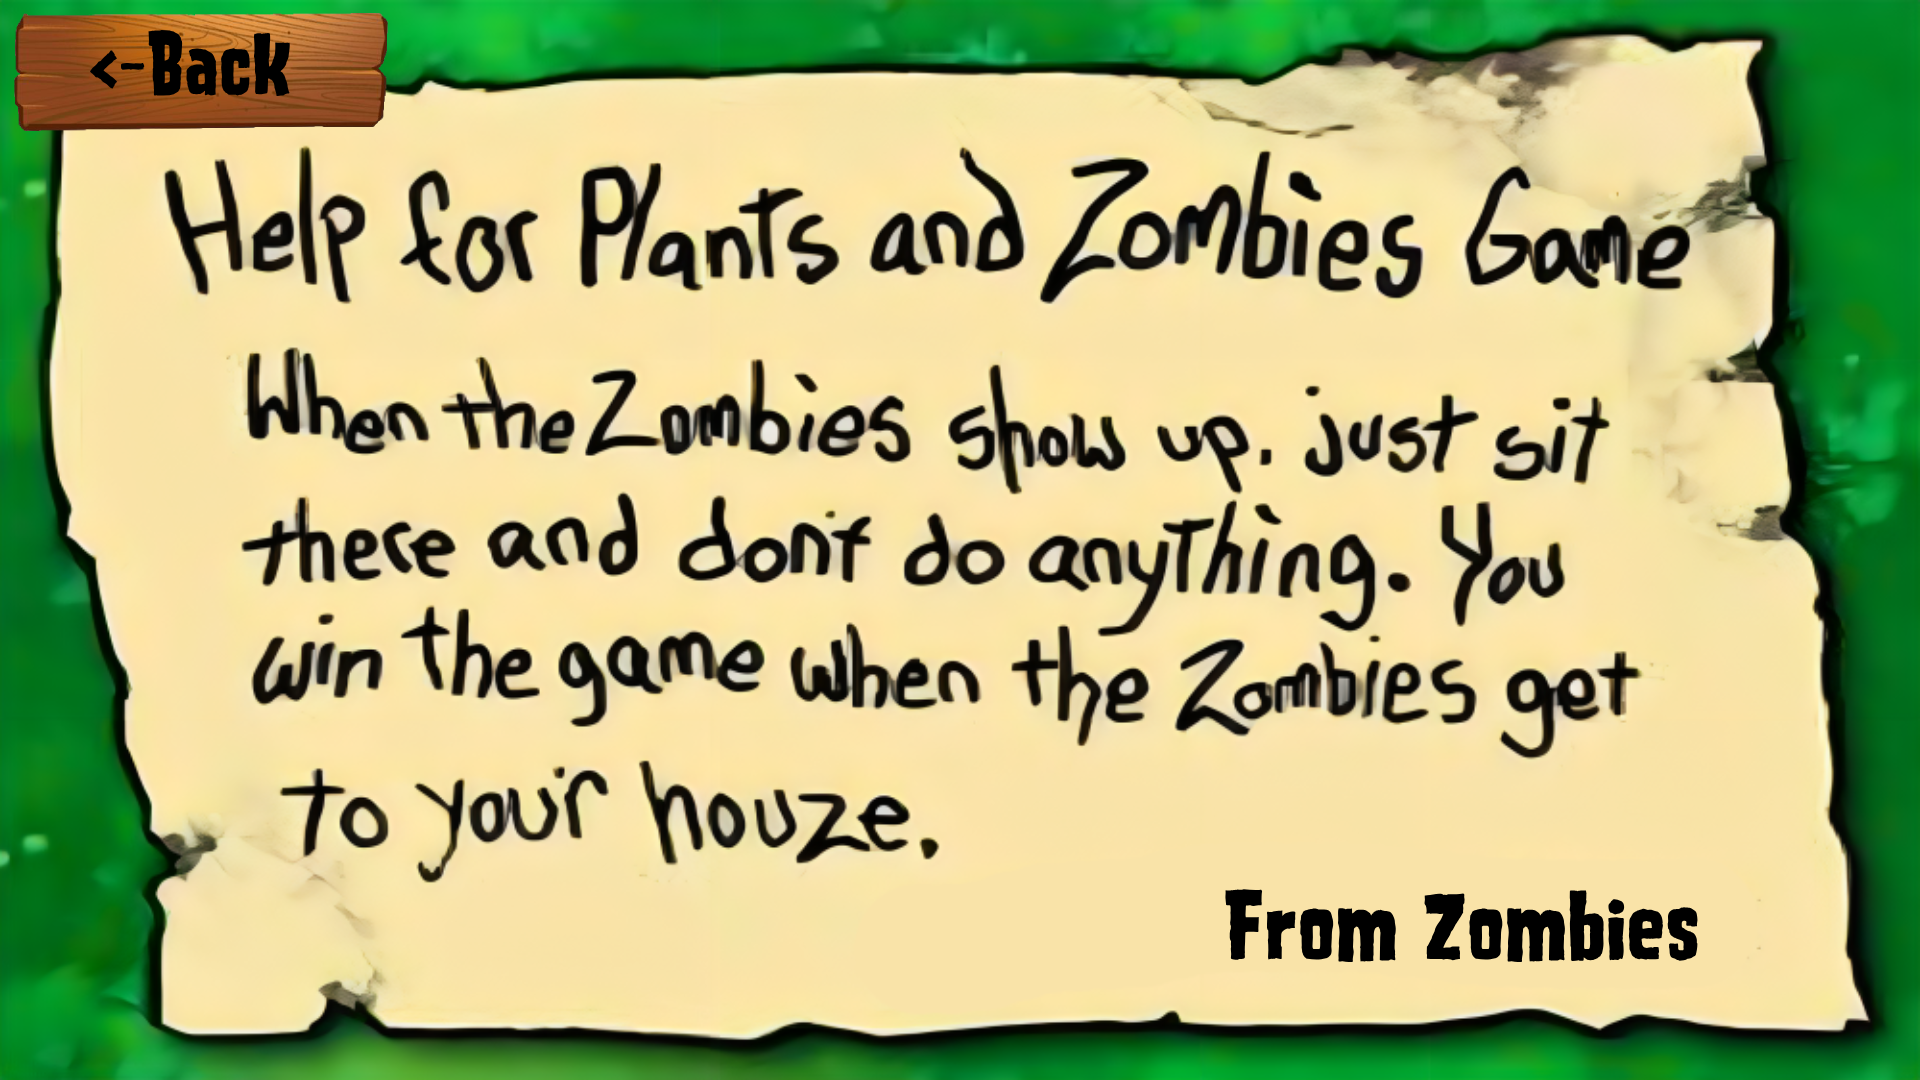 <-Back
Help for Plants and Zombies Game
When the Zombies show up. just sit
there and dont do anything. You
win the game when the Zombies get
to your houze.
From Zombies